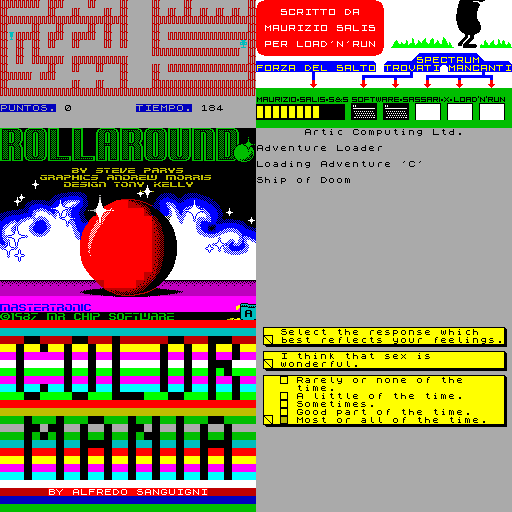 PUNTOS. 0 TIEMPO. 184
SCRITTO DA
MAURIZIO SALIS
PER LOAD'N'RUN
SPECTRUM
FORZA DEL SALTO TROVATI MANCANTI
MAURIZIO•SALIS•S&S SOFTWARE•SASSARI•X•LOAD'N'RUN
ROLLAROUND
BY STEVE PARYS
GRAPHICS ANDREW MORRIS
DESIGN TONY KELLY
MASTERTRONIC
©1987 MR CHIP SOFTWARE
A
Artic Computing Ltd.
Adventure Loader
Loading Adventure 'C'
Ship of Doom
COLOR
MANIA
BY ALFREDO SANGUIGNI
Select the response which
best reflects your feelings.
I think that sex is
wonderful.
Rarely or none of the
time.
A little of the time.
Sometimes.
Good part of the time.
Most or all of the time.